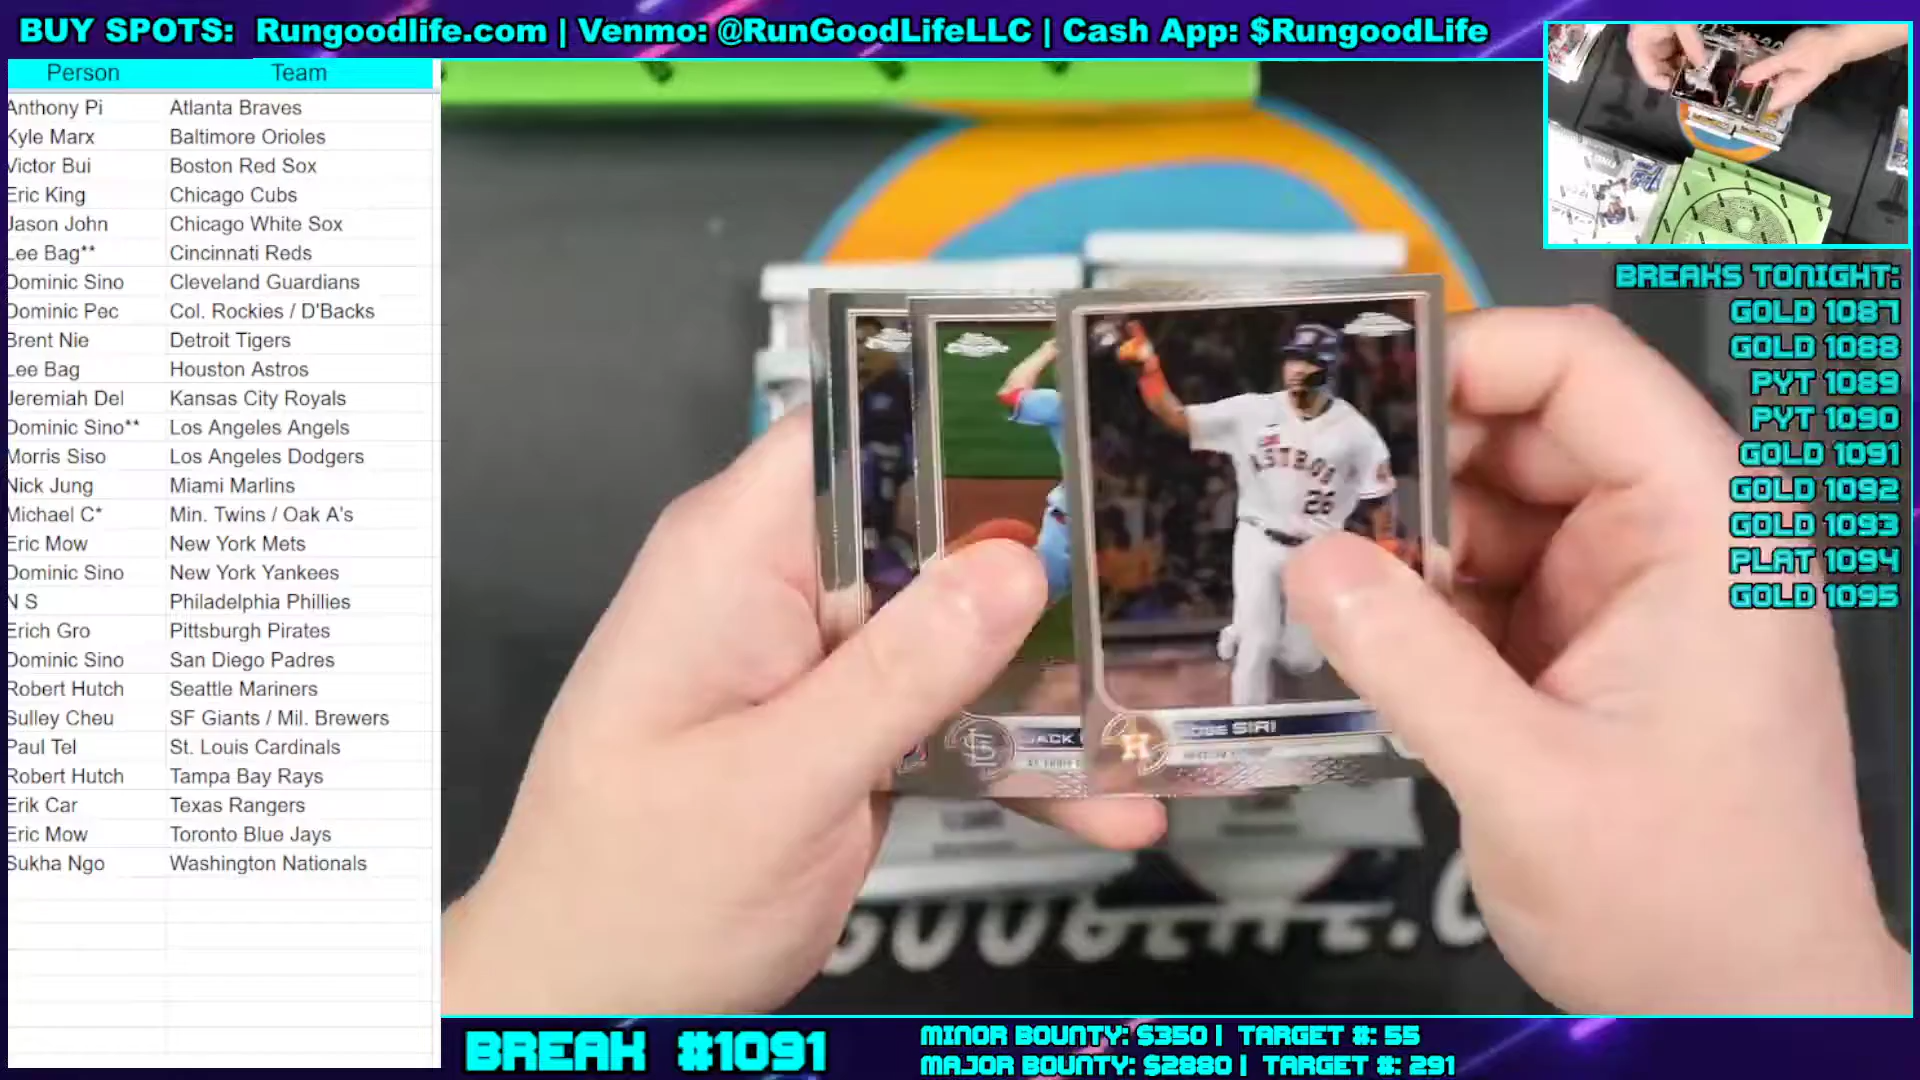 BUY SPOTS: Rungoodlife.com | Venmo: @RunGoodLifeLLC | Cash App: $RungoodLife
Person Team
Anthony Pi Atlanta Braves
Kyle Marx Baltimore Orioles
Victor Bui Boston Red Sox
Eric King Chicago Cubs
Jason John Chicago White Sox
Lee Bag** Cincinnati Reds
Dominic Sino Cleveland Guardians
Dominic Pec Col. Rockies / D'Backs
Brent Nie Detroit Tigers
Lee Bag Houston Astros
Jeremiah Del Kansas City Royals
Dominic Sino** Los Angeles Angels
Morris Siso Los Angeles Dodgers
Nick Jung Miami Marlins
Michael C* Min. Twins / Oak A's
Eric Mow New York Mets
Dominic Sino New York Yankees
N S Philadelphia Phillies
Erich Gro Pittsburgh Pirates
Dominic Sino San Diego Padres
Robert Hutch Seattle Mariners
Sulley Cheu SF Giants / Mil. Brewers
Paul Tel St. Louis Cardinals
Robert Hutch Tampa Bay Rays
Erik Car Texas Rangers
Eric Mow Toronto Blue Jays
Sukha Ngo Washington Nationals
ASTROS
26
JACK
SIRI
BREAKS TONIGHT:
GOLD 1087
GOLD 1088
PYT 1089
PYT 1090
GOLD 1091
GOLD 1092
GOLD 1093
PLAT 1094
GOLD 1095
BREAK #1091
MINOR BOUNTY: $350 | TARGET #: 55
MAJOR BOUNTY: $2880 | TARGET #: 291